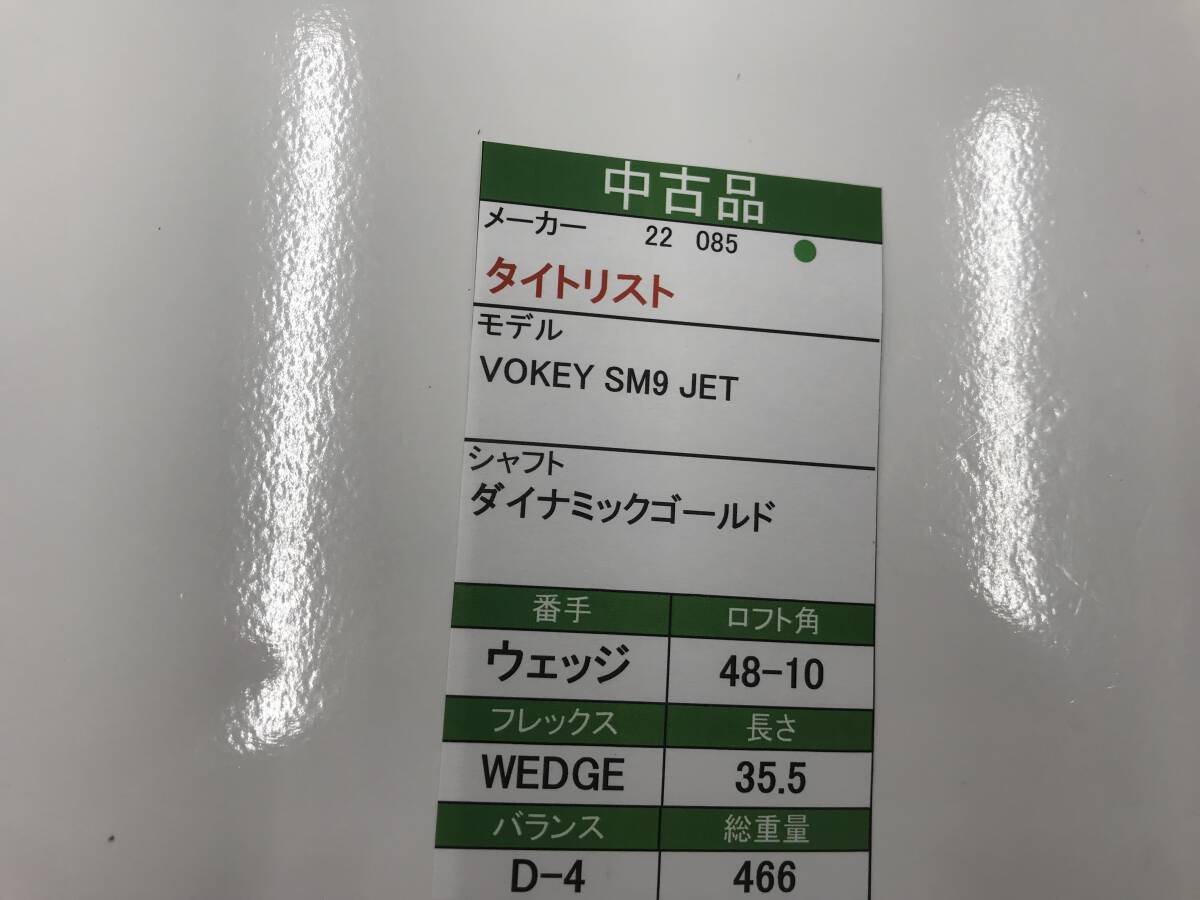 中古品
メーカー 22 085
タイトリスト
モデル
VOKEY SM9 JET
シャフト
ダイナミックゴールド
番手 ロフト角
ウェッジ 48-10
フレックス 長さ
WEDGE 35.5
バランス 総重量
D-4 466